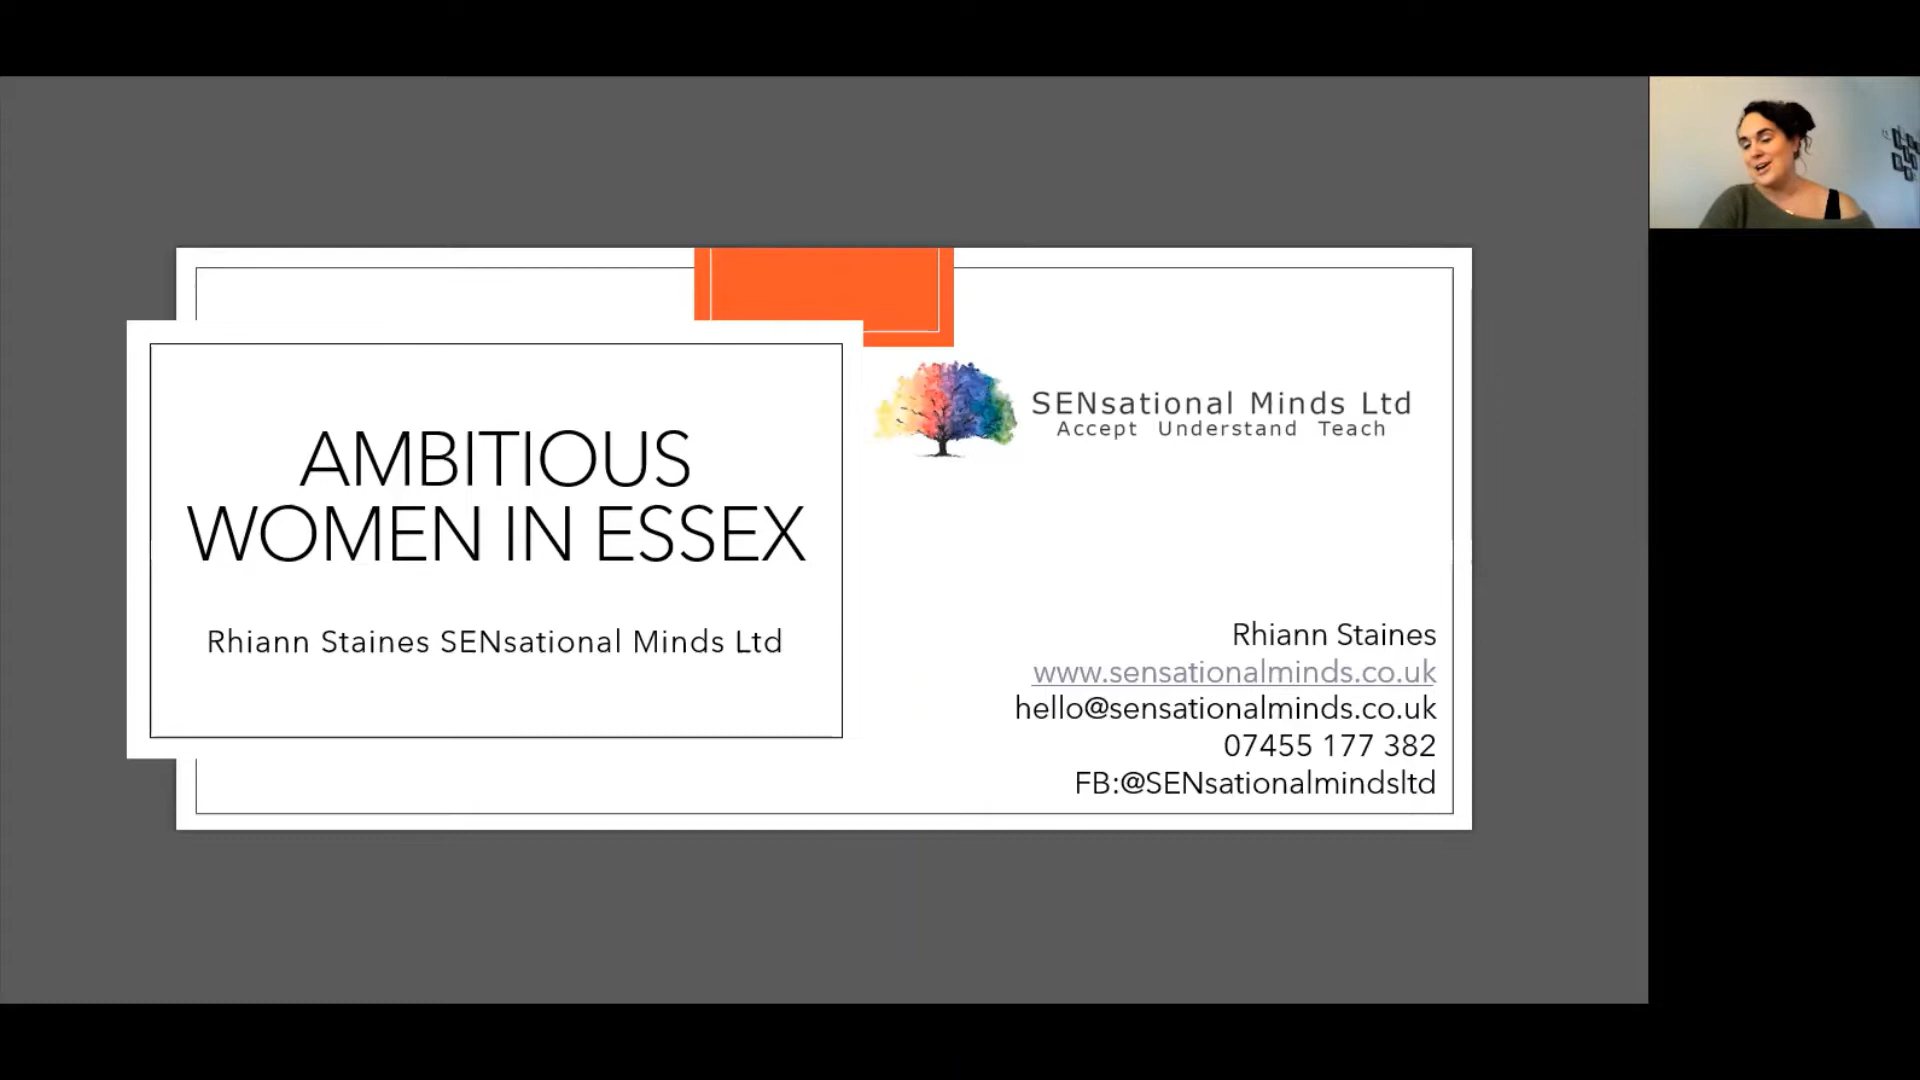 AMBITIOUS
WOMEN IN ESSEX
Rhiann Staines SENsational Minds Ltd
SENsational Minds Ltd
Accept Understand Teach
Rhiann Staines
www.sensationalminds.co.uk
hello@sensationalminds.co.uk
07455 177 382
FB:@SENsationalmindsltd